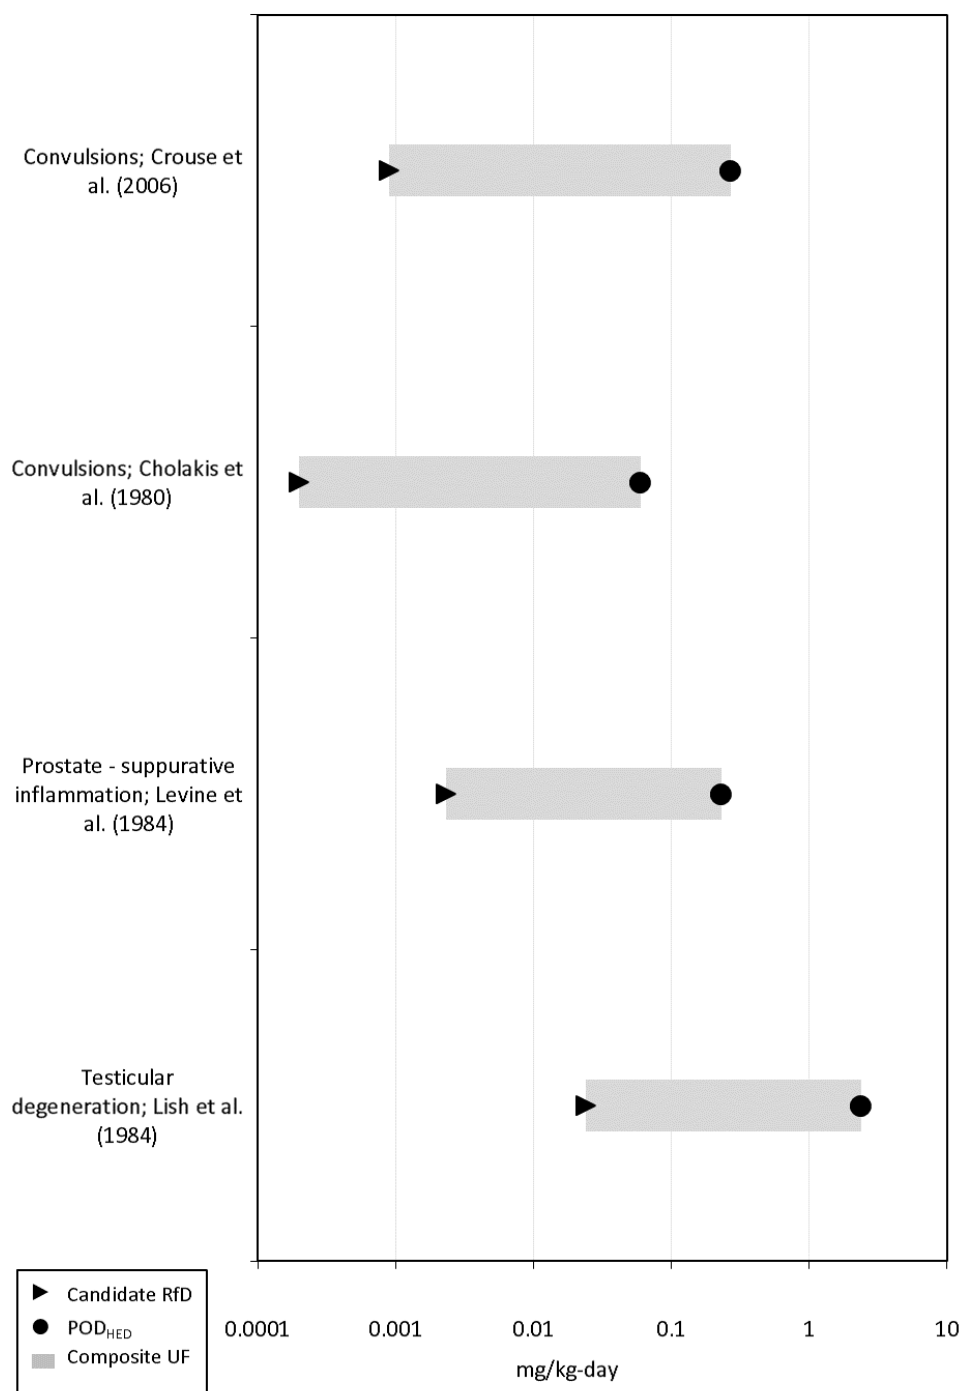 Convulsions; Crouse et
al. (2006)
Convulsions; Cholakis et
al. (1980)
Prostate - suppurative
inflammation; Levine et
al. (1984)
Testicular
degeneration; Lish et al.
(1984)
Candidate RfD
POD HED
Composite UF
0.0001 0.001 0.01 0.1 1 10
mg/kg-day